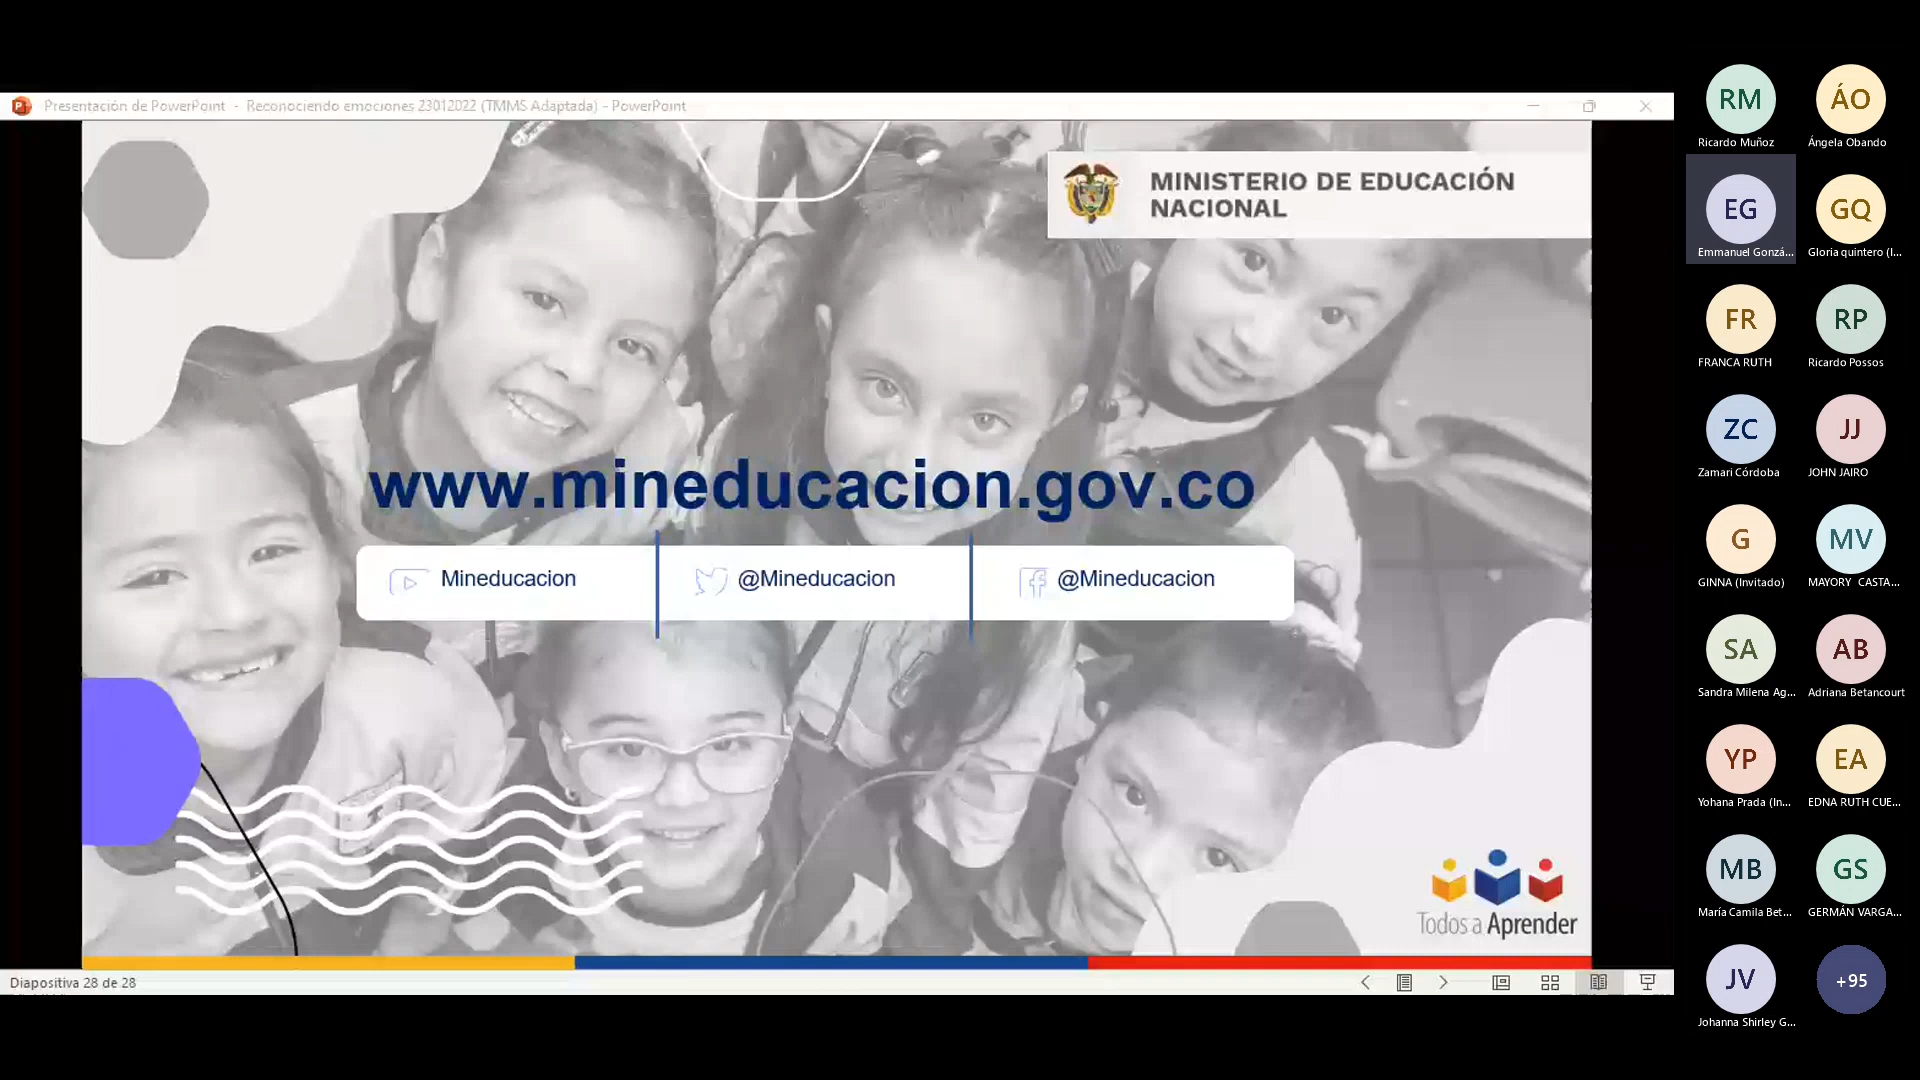 Presentación de PowerPoint - Reconociendo emociones 23012022 (TMMS Adaptada) - PowerPoint
MINISTERIO DE EDUCACIÓN
NACIONAL
www.mineducacion.gov.co
Mineducacion
@Mineducacion
@Mineducacion
Todos a Aprender
Diapositiva 28 de 28
RM
Ricardo Muñoz
ÁO
Ángela Obando
EG
Emmanuel Gonzá...
GQ
Gloria quintero (I...
FR
FRANCA RUTH
RP
Ricardo Possos
ZC
Zamari Córdoba
JJ
JOHN JAIRO
G
GINNA (Invitado)
MV
MAYORY CASTA...
SA
Sandra Milena Ag...
AB
Adriana Betancourt
YP
Yohana Prada (In...
EA
EDNA RUTH CUE...
MB
María Camila Bet...
GS
GERMÁN VARGA...
JV
Johanna Shirley G...
+95